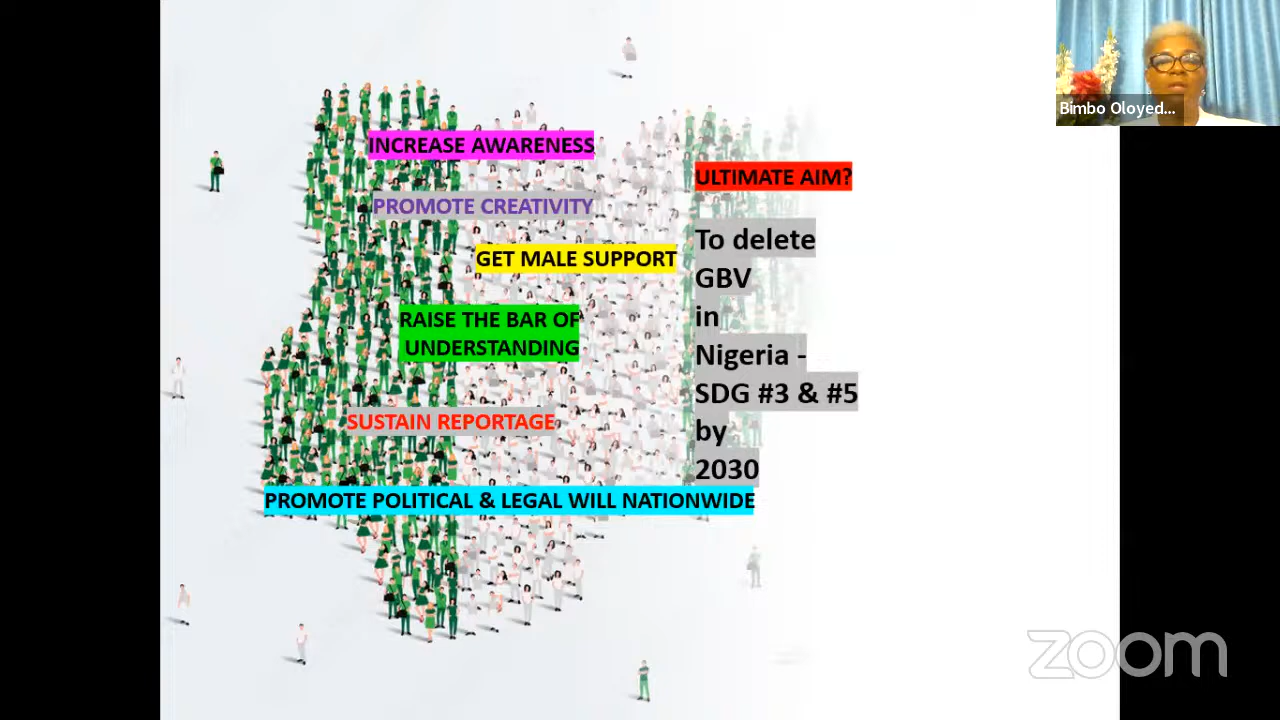 INCREASE AWARENESS
PROMOTE CREATIVITY
GET MALE SUPPORT
RAISE THE BAR OF
UNDERSTANDING
SUSTAIN REPORTAGE
PROMOTE POLITICAL & LEGAL WILL NATIONWIDE
ULTIMATE AIM?
To delete
GBV
in
Nigeria -
SDG #3 & #5
by
2030
Bimbo Oloyed...
zoom